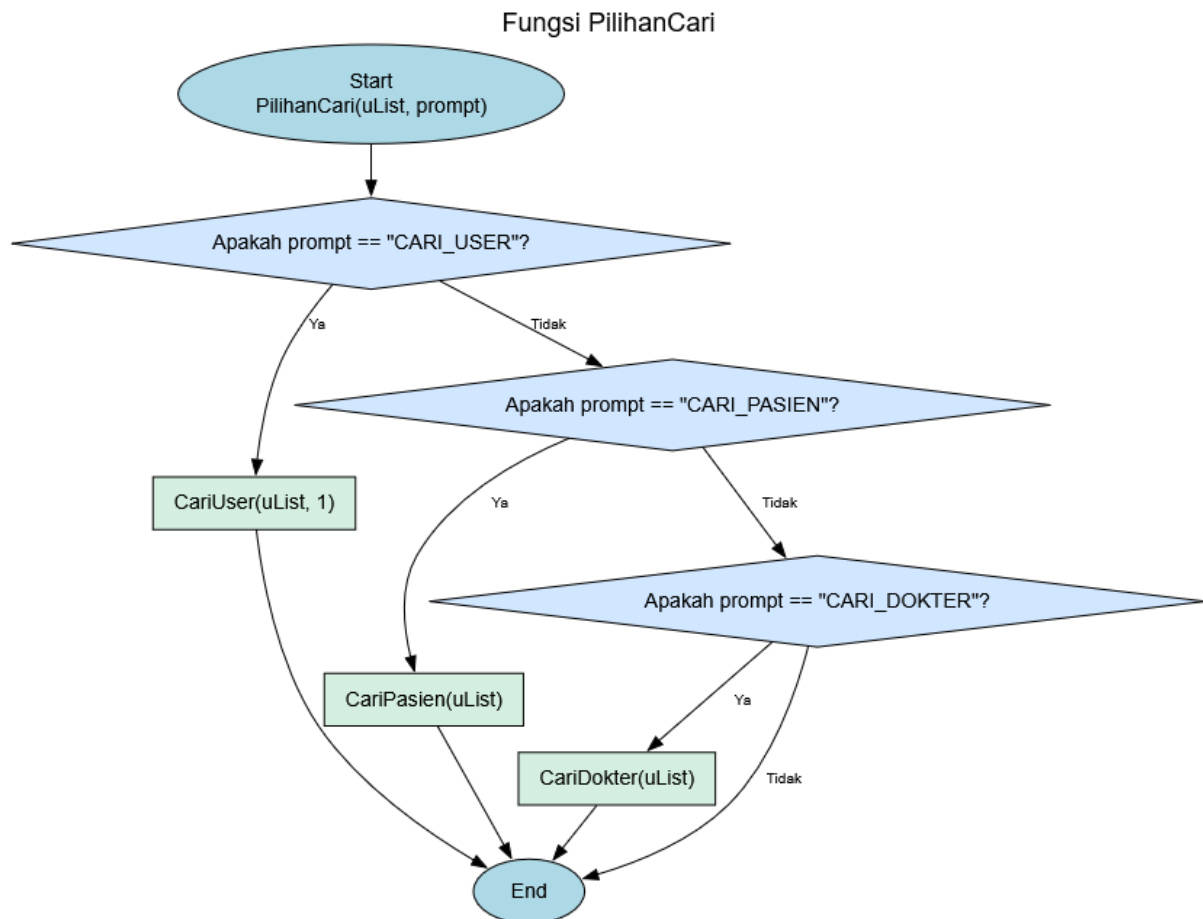 Fungsi PilihanCari
Start
PilihanCari(uList, prompt)
Apakah prompt == "CARI_USER"?
Ya
Tidak
Apakah prompt == "CARI_PASIEN"?
CariUser(uList, 1)
Ya
Tidak
Apakah prompt == "CARI_DOKTER"?
CariPasien(uList)
Ya
CariDokter(uList)
Tidak
End